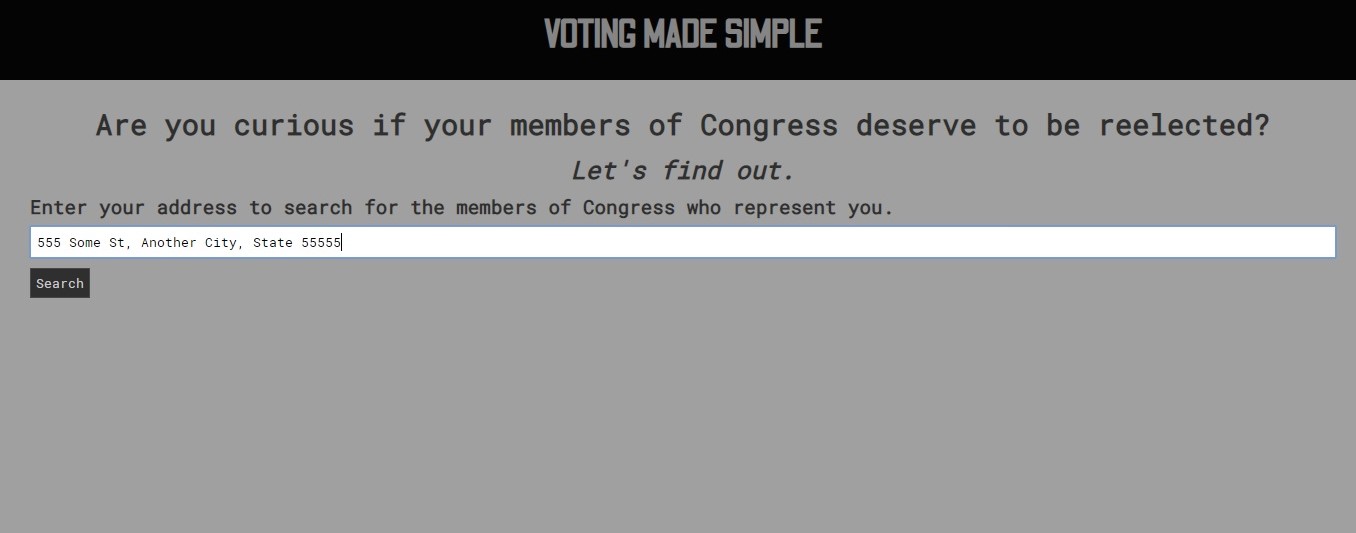 VOTING MADE SIMPLE
Are you curious if your members of Congress deserve to be reelected?
Let's find out.
Enter your address to search for the members of Congress who represent you.
555 Some St, Another City, State 55555
Search